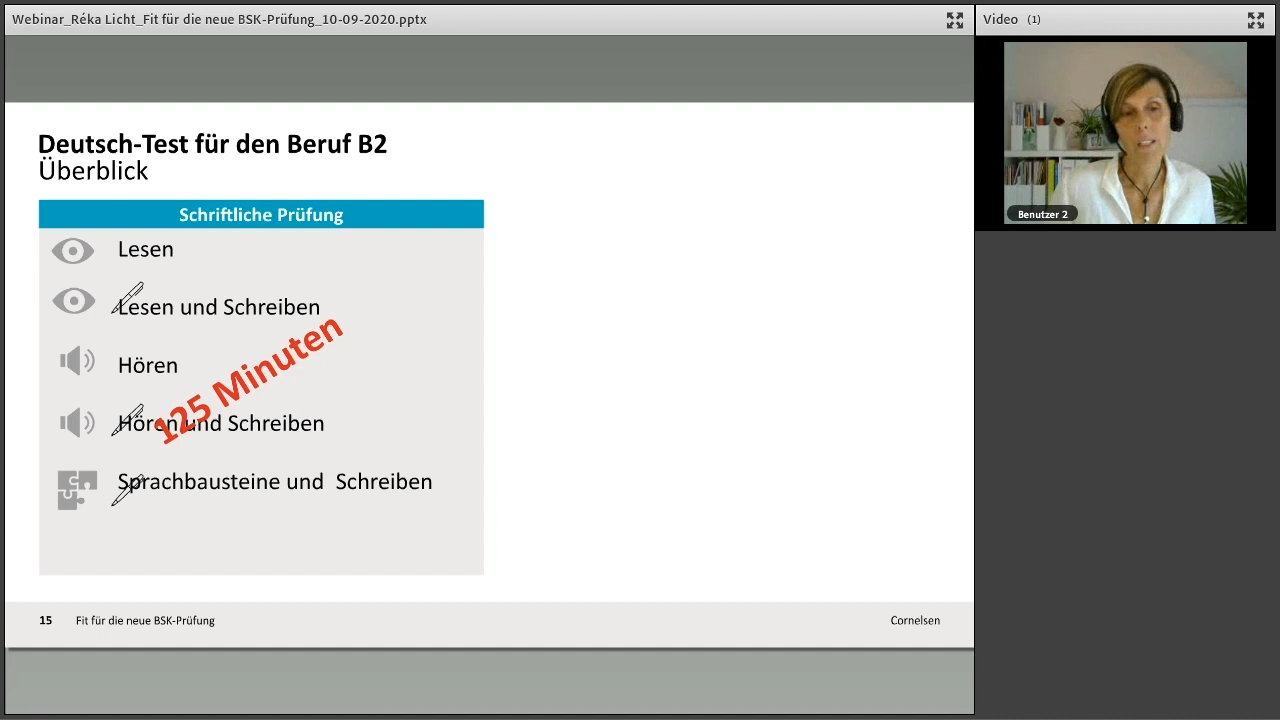 Webinar_Réka Licht_Fit für die neue BSK-Prüfung_10-09-2020.pptx
Video (1)
Benutzer 2
Deutsch-Test für den Beruf B2
Überblick
Schriftliche Prüfung
Lesen
Lesen und Schreiben
Hören
Hören und Schreiben
125 Minuten
Sprachbausteine und Schreiben
15 Fit für die neue BSK-Prüfung Cornelsen